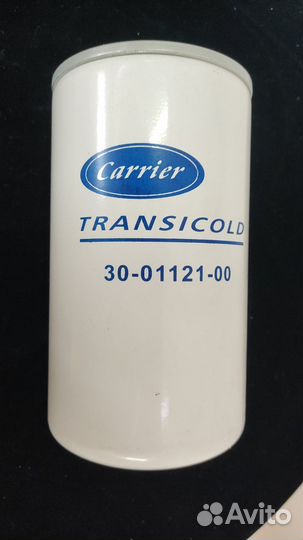 Carrier
TRANSICOLD
30-01121-00
Avito